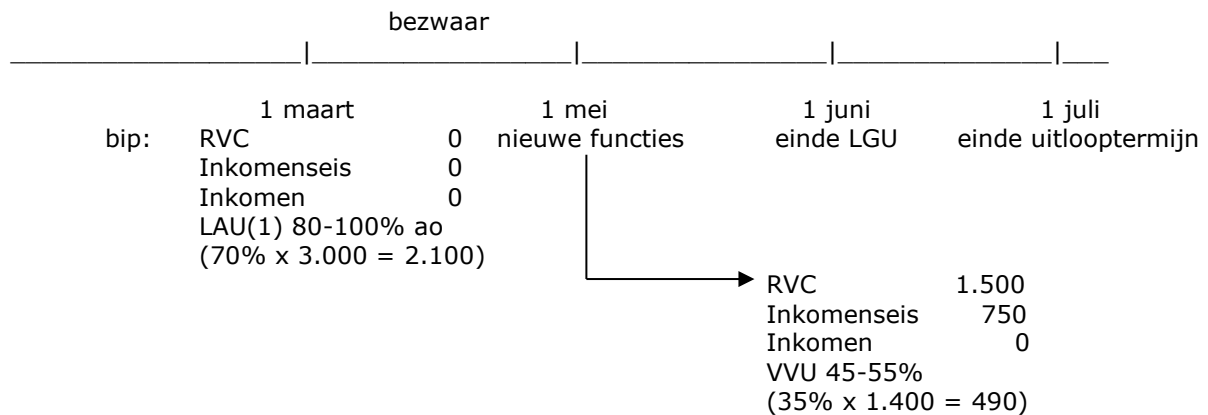 bezwaar
1 maart 1 mei 1 juni 1 juli
bip: RVC 0 nieuwe functies einde LGU einde uitlooptermijn
Inkomenseis 0
Inkomen 0
LAU(1) 80-100% ao
(70% x 3.000 = 2.100)
RVC 1.500
Inkomenseis 750
Inkomen 0
VVU 45-55%
(35% x 1.400 = 490)